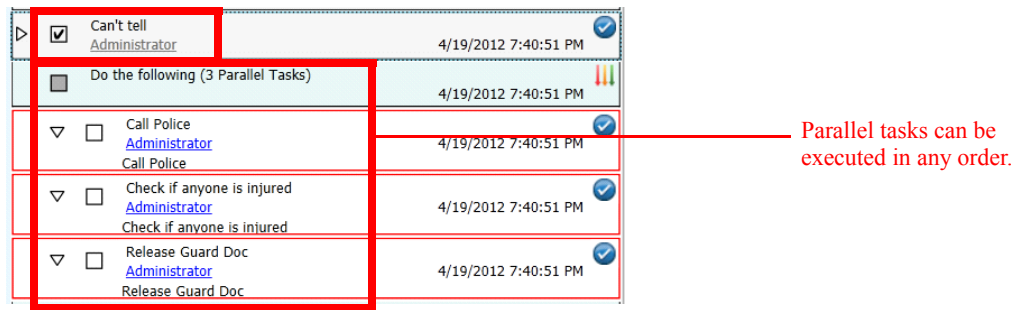 Can't tell
Administrator
4/19/2012 7:40:51 PM
Do the following (3 Parallel Tasks)
4/19/2012 7:40:51 PM
Call Police
Administrator
4/19/2012 7:40:51 PM
Call Police
Check if anyone is injured
Administrator
4/19/2012 7:40:51 PM
Check if anyone is injured
Release Guard Doc
Administrator
4/19/2012 7:40:51 PM
Release Guard Doc
Parallel tasks can be
executed in any order.